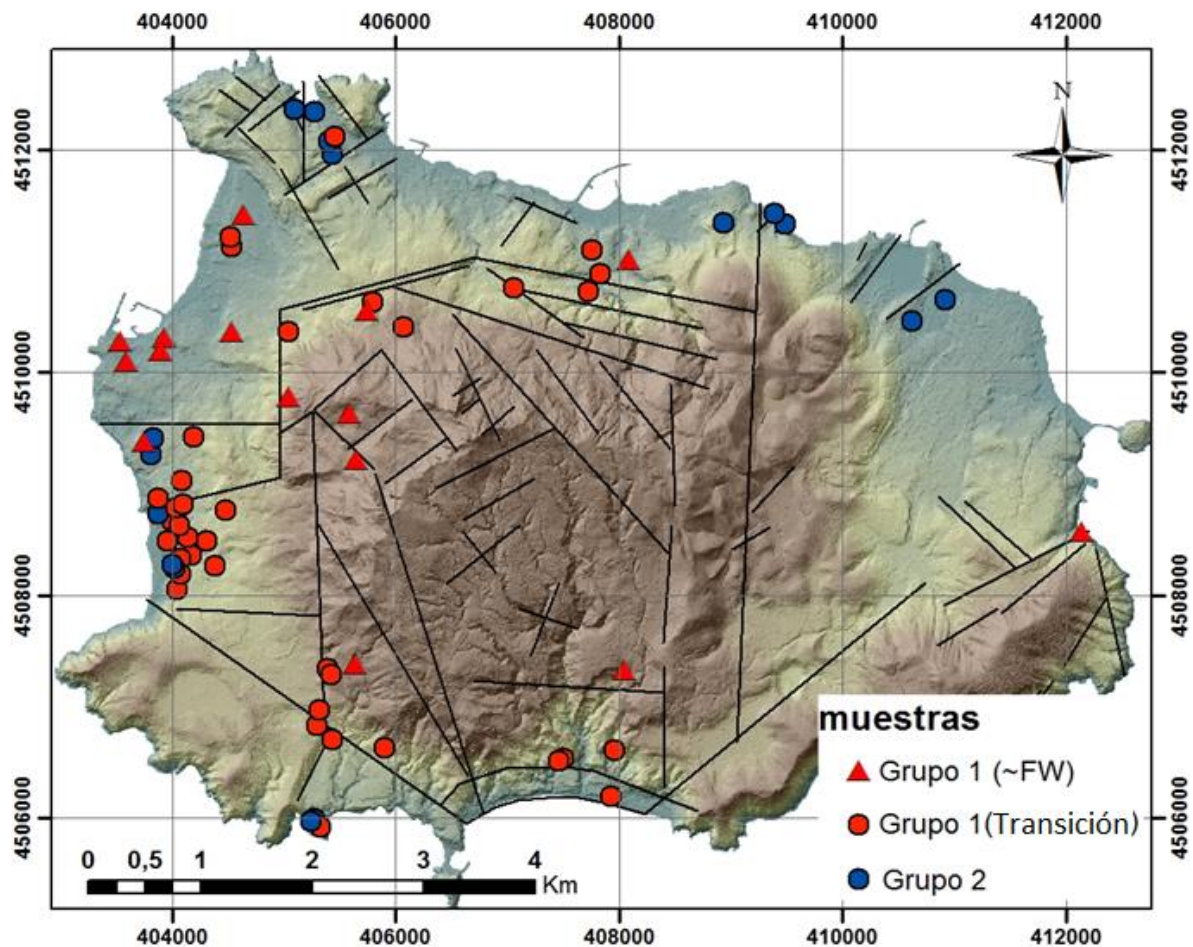 404000 406000 408000 410000 412000
N
4512000 4512000
4510000 4510000
4508000 4508000
muestras
Grupo 1 (~FW)
Grupo 1(Transición)
Grupo 2
4506000 4506000
0 0,5 1 2 3 4
Km
404000 406000 408000 410000 412000